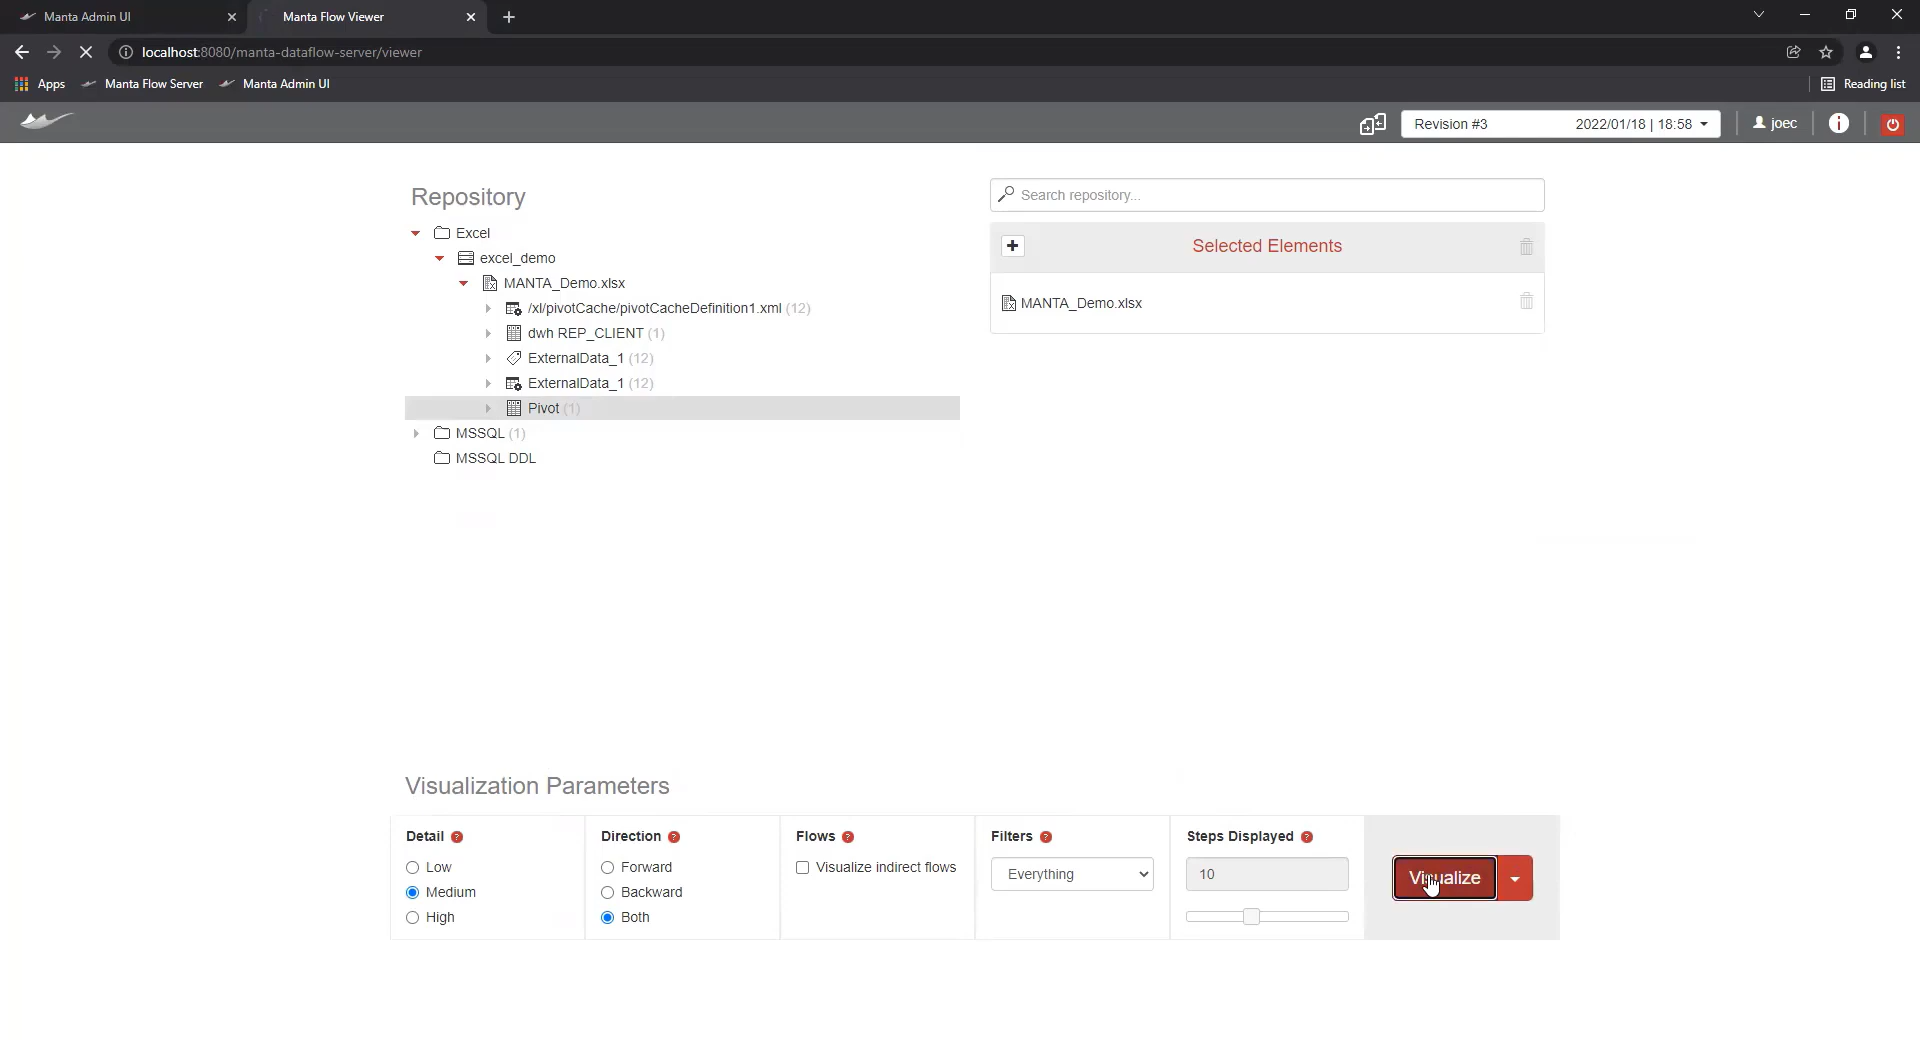 Manta Admin UI
Manta Flow Viewer
localhost:8080/manta-dataflow-server/viewer
Apps
Manta Flow Server
Manta Admin UI
Reading list
Revision #3 2022/01/18 | 18:58
joec
Repository
Search repository...
Excel
Selected Elements
excel_demo
MANTA_Demo.xlsx
MANTA_Demo.xlsx
/xl/pivotCache/pivotCacheDefinition1.xml (12)
dwh REP_CLIENT (1)
ExternalData_1 (12)
ExternalData_1 (12)
Pivot (1)
MSSQL (1)
MSSQL DDL
Visualization Parameters
Detail ?
Low
Medium
High
Direction ?
Forward
Backward
Both
Flows ?
Visualize indirect flows
Filters ?
Everything
Steps Displayed ?
10
Visualize